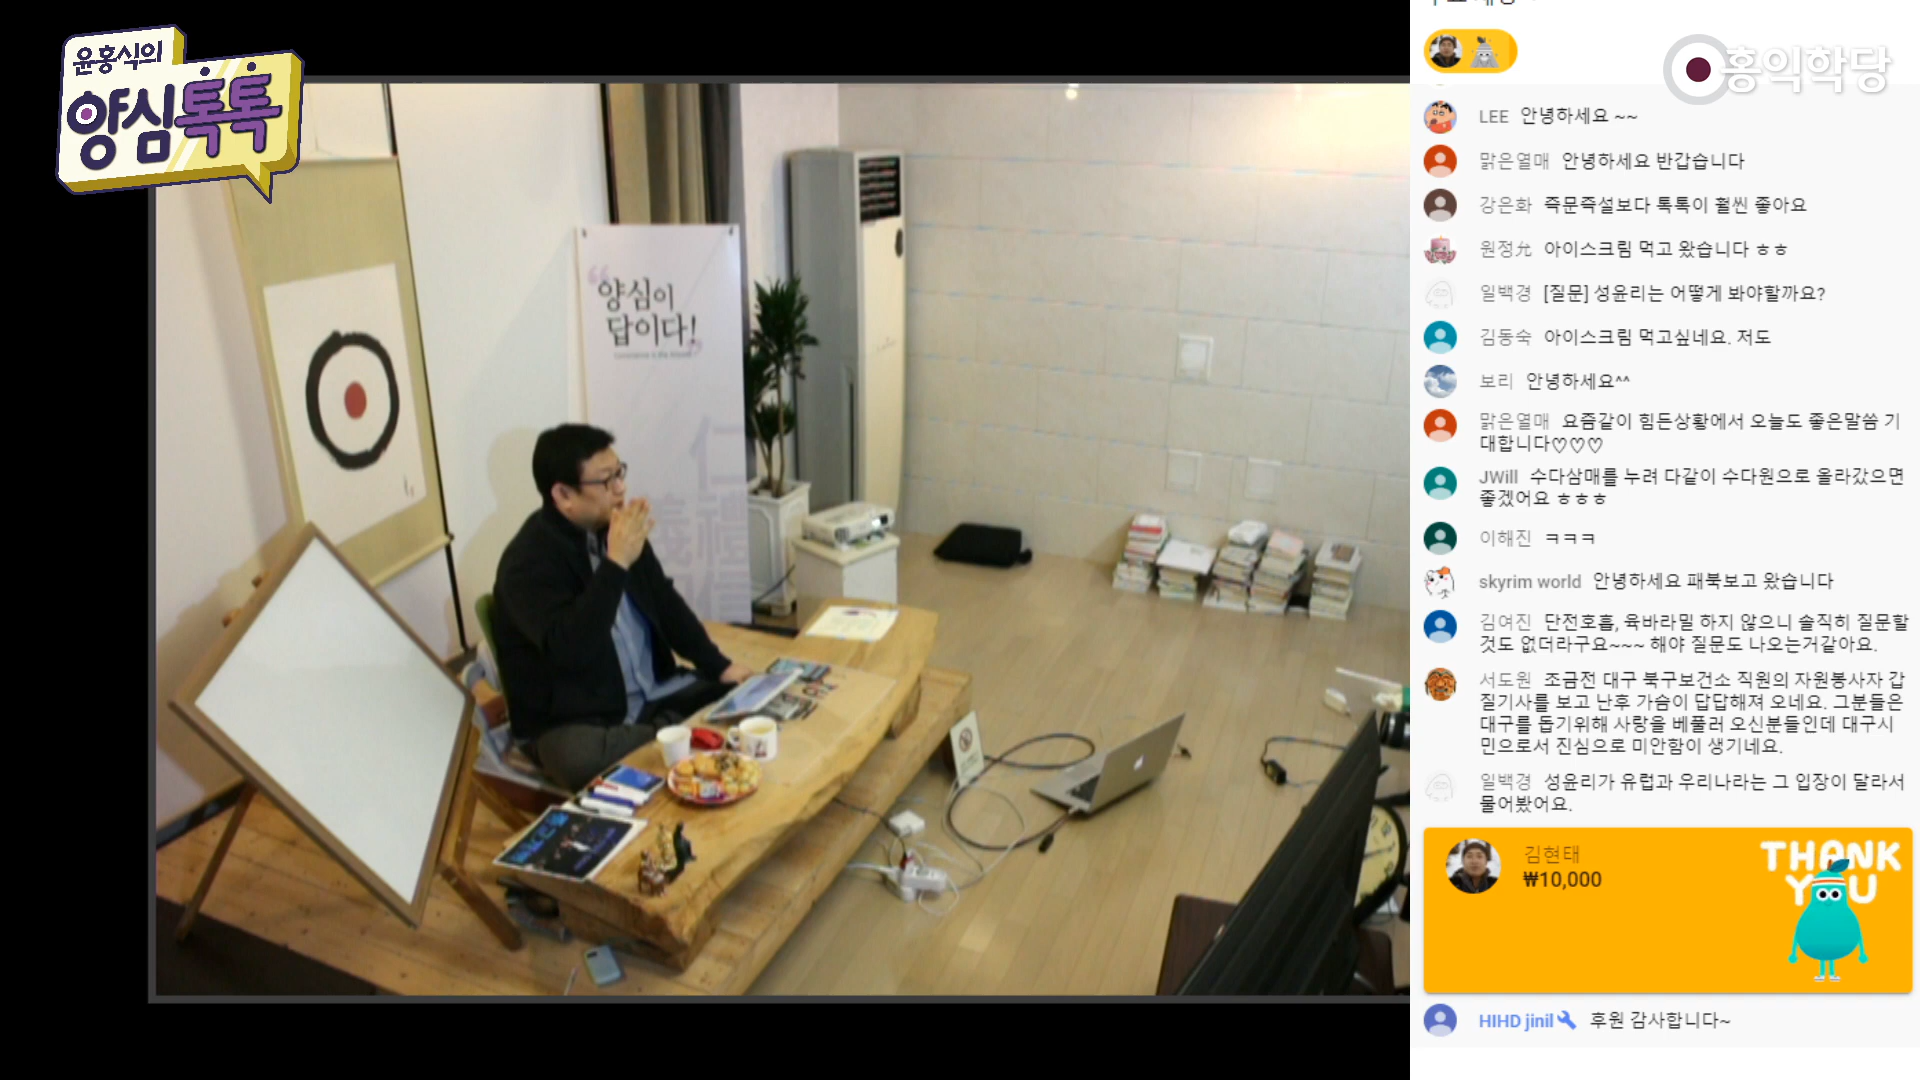 윤홍식의
양심톡톡
홍익학당
양심이
답이다!
LEE 안녕하세요 ~~
맑은열매 안녕하세요 반갑습니다
강은화 즉문즉설보다 톡톡이 훨씬 좋아요
원정允 아이스크림 먹고 왔습니다 ㅎㅎ
일백경 [질문] 성윤리는 어떻게 봐야할까요?
김동숙 아이스크림 먹고싶네요. 저도
보리 안녕하세요^^
맑은열매 요즘같이 힘든상황에서 오늘도 좋은말씀 기
대합니다♡♡♡
JWill 수다삼매를 누려 다같이 수다원으로 올라갔으면
좋겠어요 ㅎㅎㅎ
이해진 ㅋㅋㅋ
skyrim world 안녕하세요 패북보고 왔습니다
김여진 단전호흡, 육바라밀 하지 않으니 솔직히 질문할
것도 없더라구요~~~ 해야 질문도 나오는거같아요.
서도원 조금전 대구 북구보건소 직원의 자원봉사자 갑
질기사를 보고 난후 가슴이 답답해져 오네요. 그분들은
대구를 돕기위해 사랑을 베풀러 오신분들인데 대구시
민으로서 진심으로 미안함이 생기네요.
일백경 성윤리가 유럽과 우리나라는 그 입장이 달라서
물어봤어요.
김현태
₩10,000
THANK
YOU
HIHD jinil 후원 감사합니다~